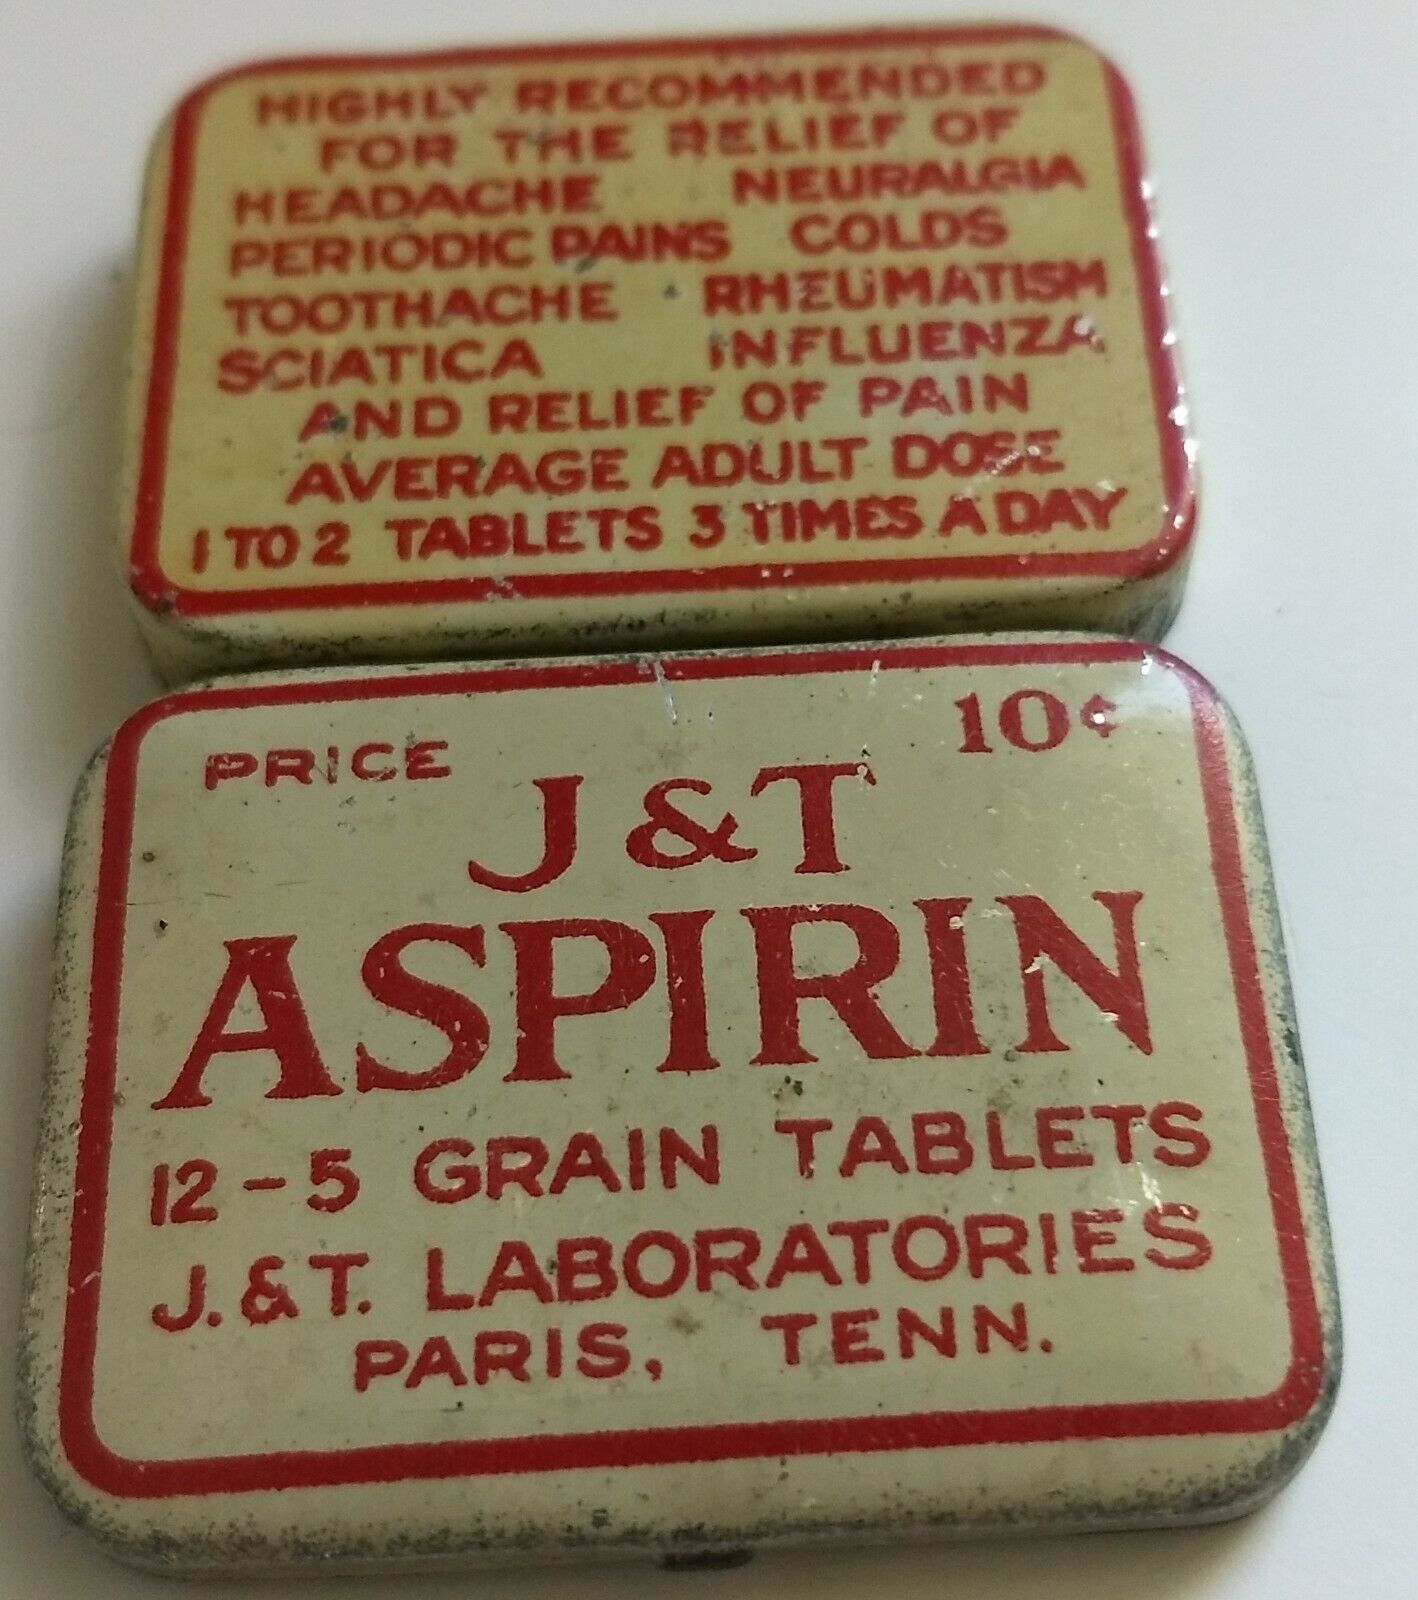 HIGHLY RECOMMENDED
FOR THE RELIEF OF
HEADACHE NEURALGIA
PERIODIC PAINS COLDS
TOOTHACHE RHEUMATISM
SCIATICA INFLUENZA
AND RELIEF OF PAIN
AVERAGE ADULT DOSE
1 TO 2 TABLETS 3 TIMES A DAY
PRICE 10¢
J&T
ASPIRIN
12-5 GRAIN TABLETS
J.&T. LABORATORIES
PARIS, TENN.